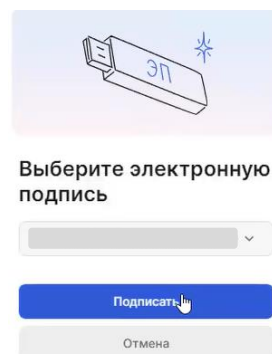 ЭП
Выберите электронную
подпись
Подписать
Отмена